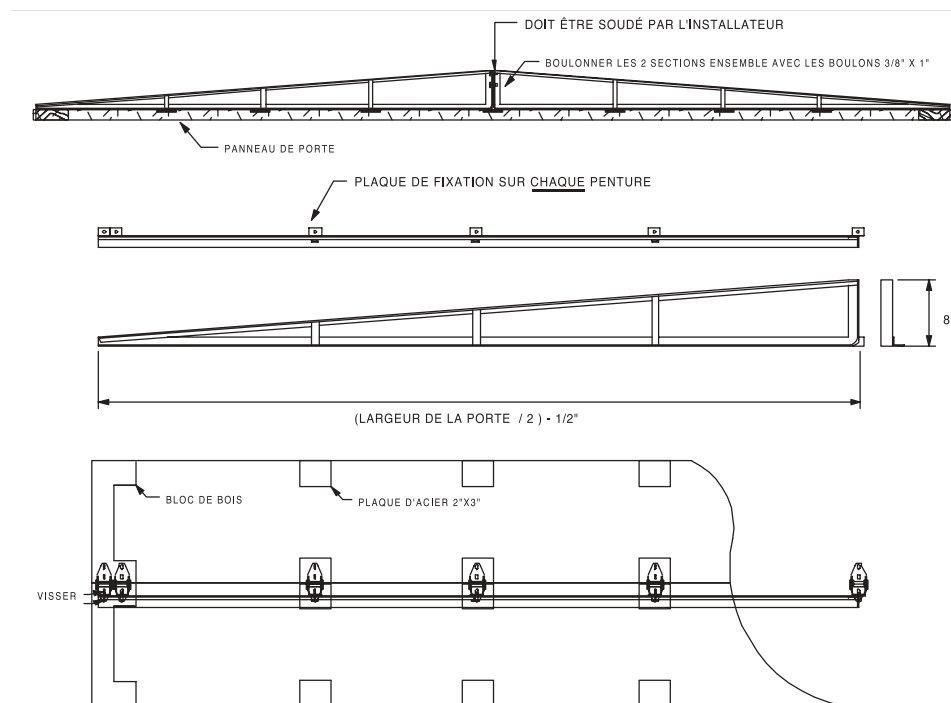 DOIT ÊTRE SOUDÉ PAR L'INSTALLATEUR
BOULONNER LES 2 SECTIONS ENSEMBLE AVEC LES BOULONS 3/8" X 1"
PANNEAU DE PORTE
PLAQUE DE FIXATION SUR CHAQUE PENTURE
8
(LARGEUR DE LA PORTE / 2 ) - 1/2"
BLOC DE BOIS
PLAQUE D'ACIER 2"X3"
VISSER